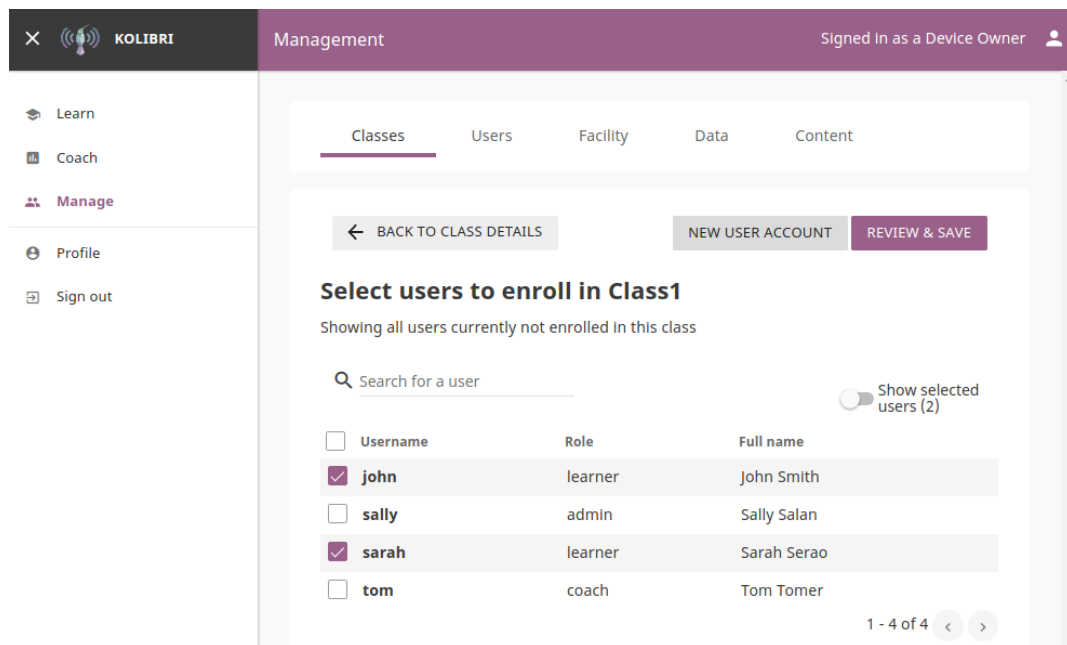 KOLIBRI
Management
Signed in as a Device Owner
Learn
Coach
Manage
Profile
Sign out
Classes Users Facility Data Content
BACK TO CLASS DETAILS NEW USER ACCOUNT REVIEW & SAVE
Select users to enroll in Class1
Showing all users currently not enrolled in this class
Search for a user
Show selected
users (2)
Username Role Full name
john learner John Smith
sally admin Sally Salan
sarah learner Sarah Serao
tom coach Tom Tomer
1 - 4 of 4